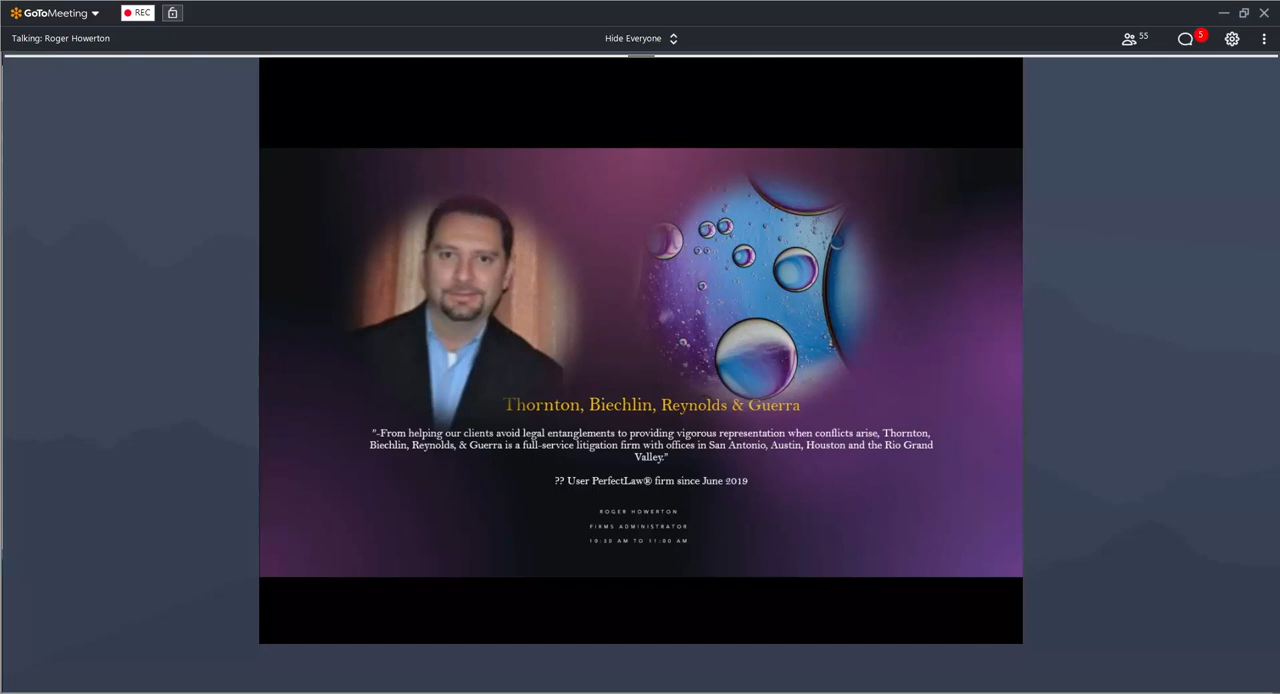 GoToMeeting
REC
Talking: Roger Howerton
Hide Everyone
55
5
Thornton, Biechlin, Reynolds & Guerra
"-From helping our clients avoid legal entanglements to providing vigorous representation when conflicts arise, Thornton,
Biechlin, Reynolds, & Guerra is a full-service litigation firm with offices in San Antonio, Austin, Houston and the Rio Grand
Valley."
?? User PerfectLaw® firm since June 2019
ROGER HOWERTON
FIRMS ADMINISTRATOR
10:30 AM TO 11:00 AM